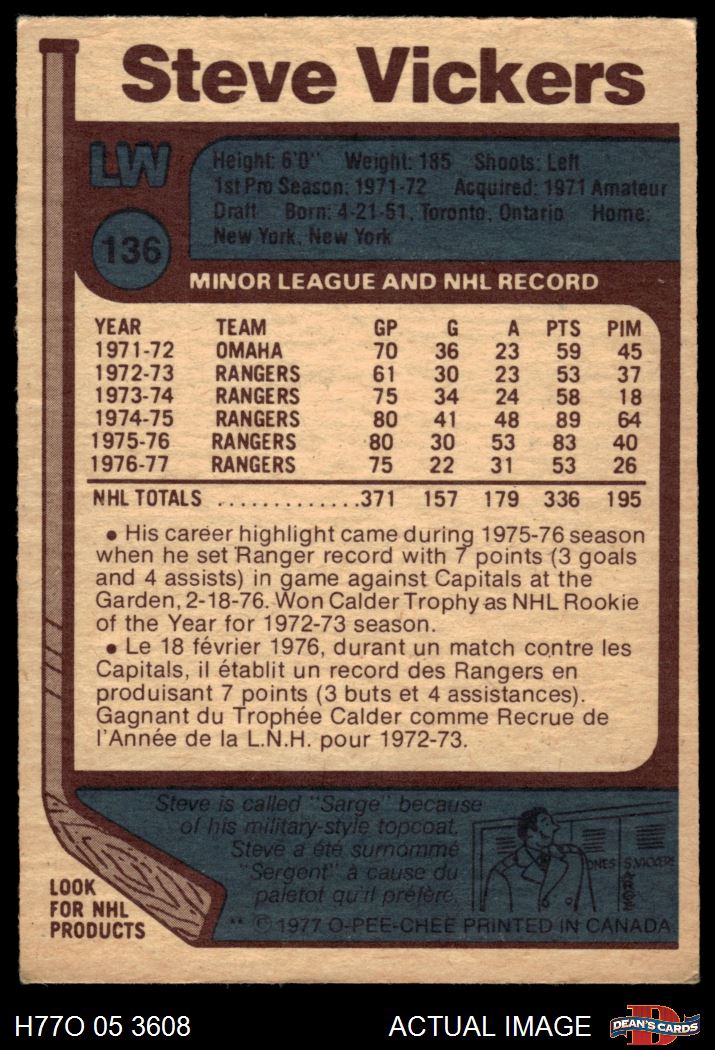 Steve Vickers
LW
Height: 6'0" Weight: 185 Shoots: Left
1st Pro Season: 1971-72 Acquired: 1971 Amateur
Draft Born: 4-21-51, Toronto, Ontario Home:
New York, New York
136
MINOR LEAGUE AND NHL RECORD
YEAR TEAM GP G A PTS PIM
1971-72 OMAHA 70 36 23 59 45
1972-73 RANGERS 61 30 23 53 37
1973-74 RANGERS 75 34 24 58 18
1974-75 RANGERS 80 41 48 89 64
1975-76 RANGERS 80 30 53 83 40
1976-77 RANGERS 75 22 31 53 26
NHL TOTALS .............371 157 179 336 195
• His career highlight came during 1975-76 season
when he set Ranger record with 7 points (3 goals
and 4 assists) in game against Capitals at the
Garden, 2-18-76. Won Calder Trophy as NHL Rookie
of the Year for 1972-73 season.
• Le 18 février 1976, durant un match contre les
Capitals, il établit un record des Rangers en
produisant 7 points (3 buts et 4 assistances).
Gagnant du Trophée Calder comme Recrue de
l'Année de la L.N.H. pour 1972-73.
Steve is called "Sarge" because
of his military-style topcoat.
Steve a été surnommé
"Sergent" à cause du
paletot qu'il préfère.
ONES S. VICKERS
LOOK
FOR NHL
PRODUCTS
** © 1977 O-PEE-CHEE PRINTED IN CANADA
H77O 05 3608 ACTUAL IMAGE
D
DEAN'S CARDS